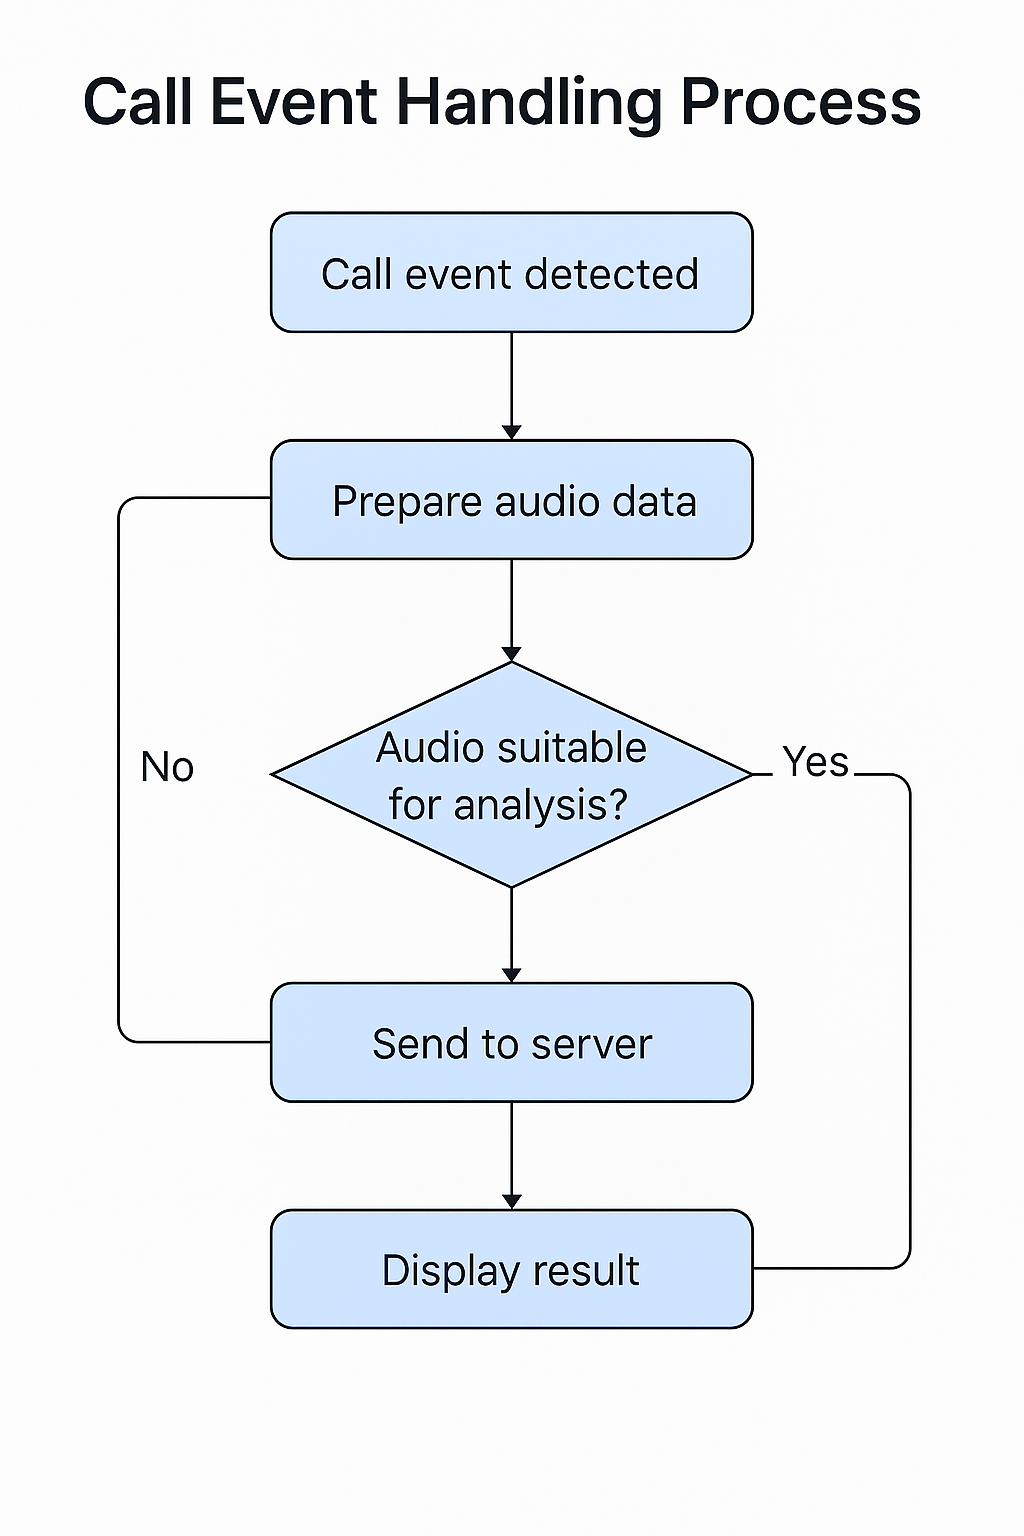 Call Event Handling Process
Call event detected
Prepare audio data
Audio suitable
for analysis?
No
Yes
Send to server
Display result